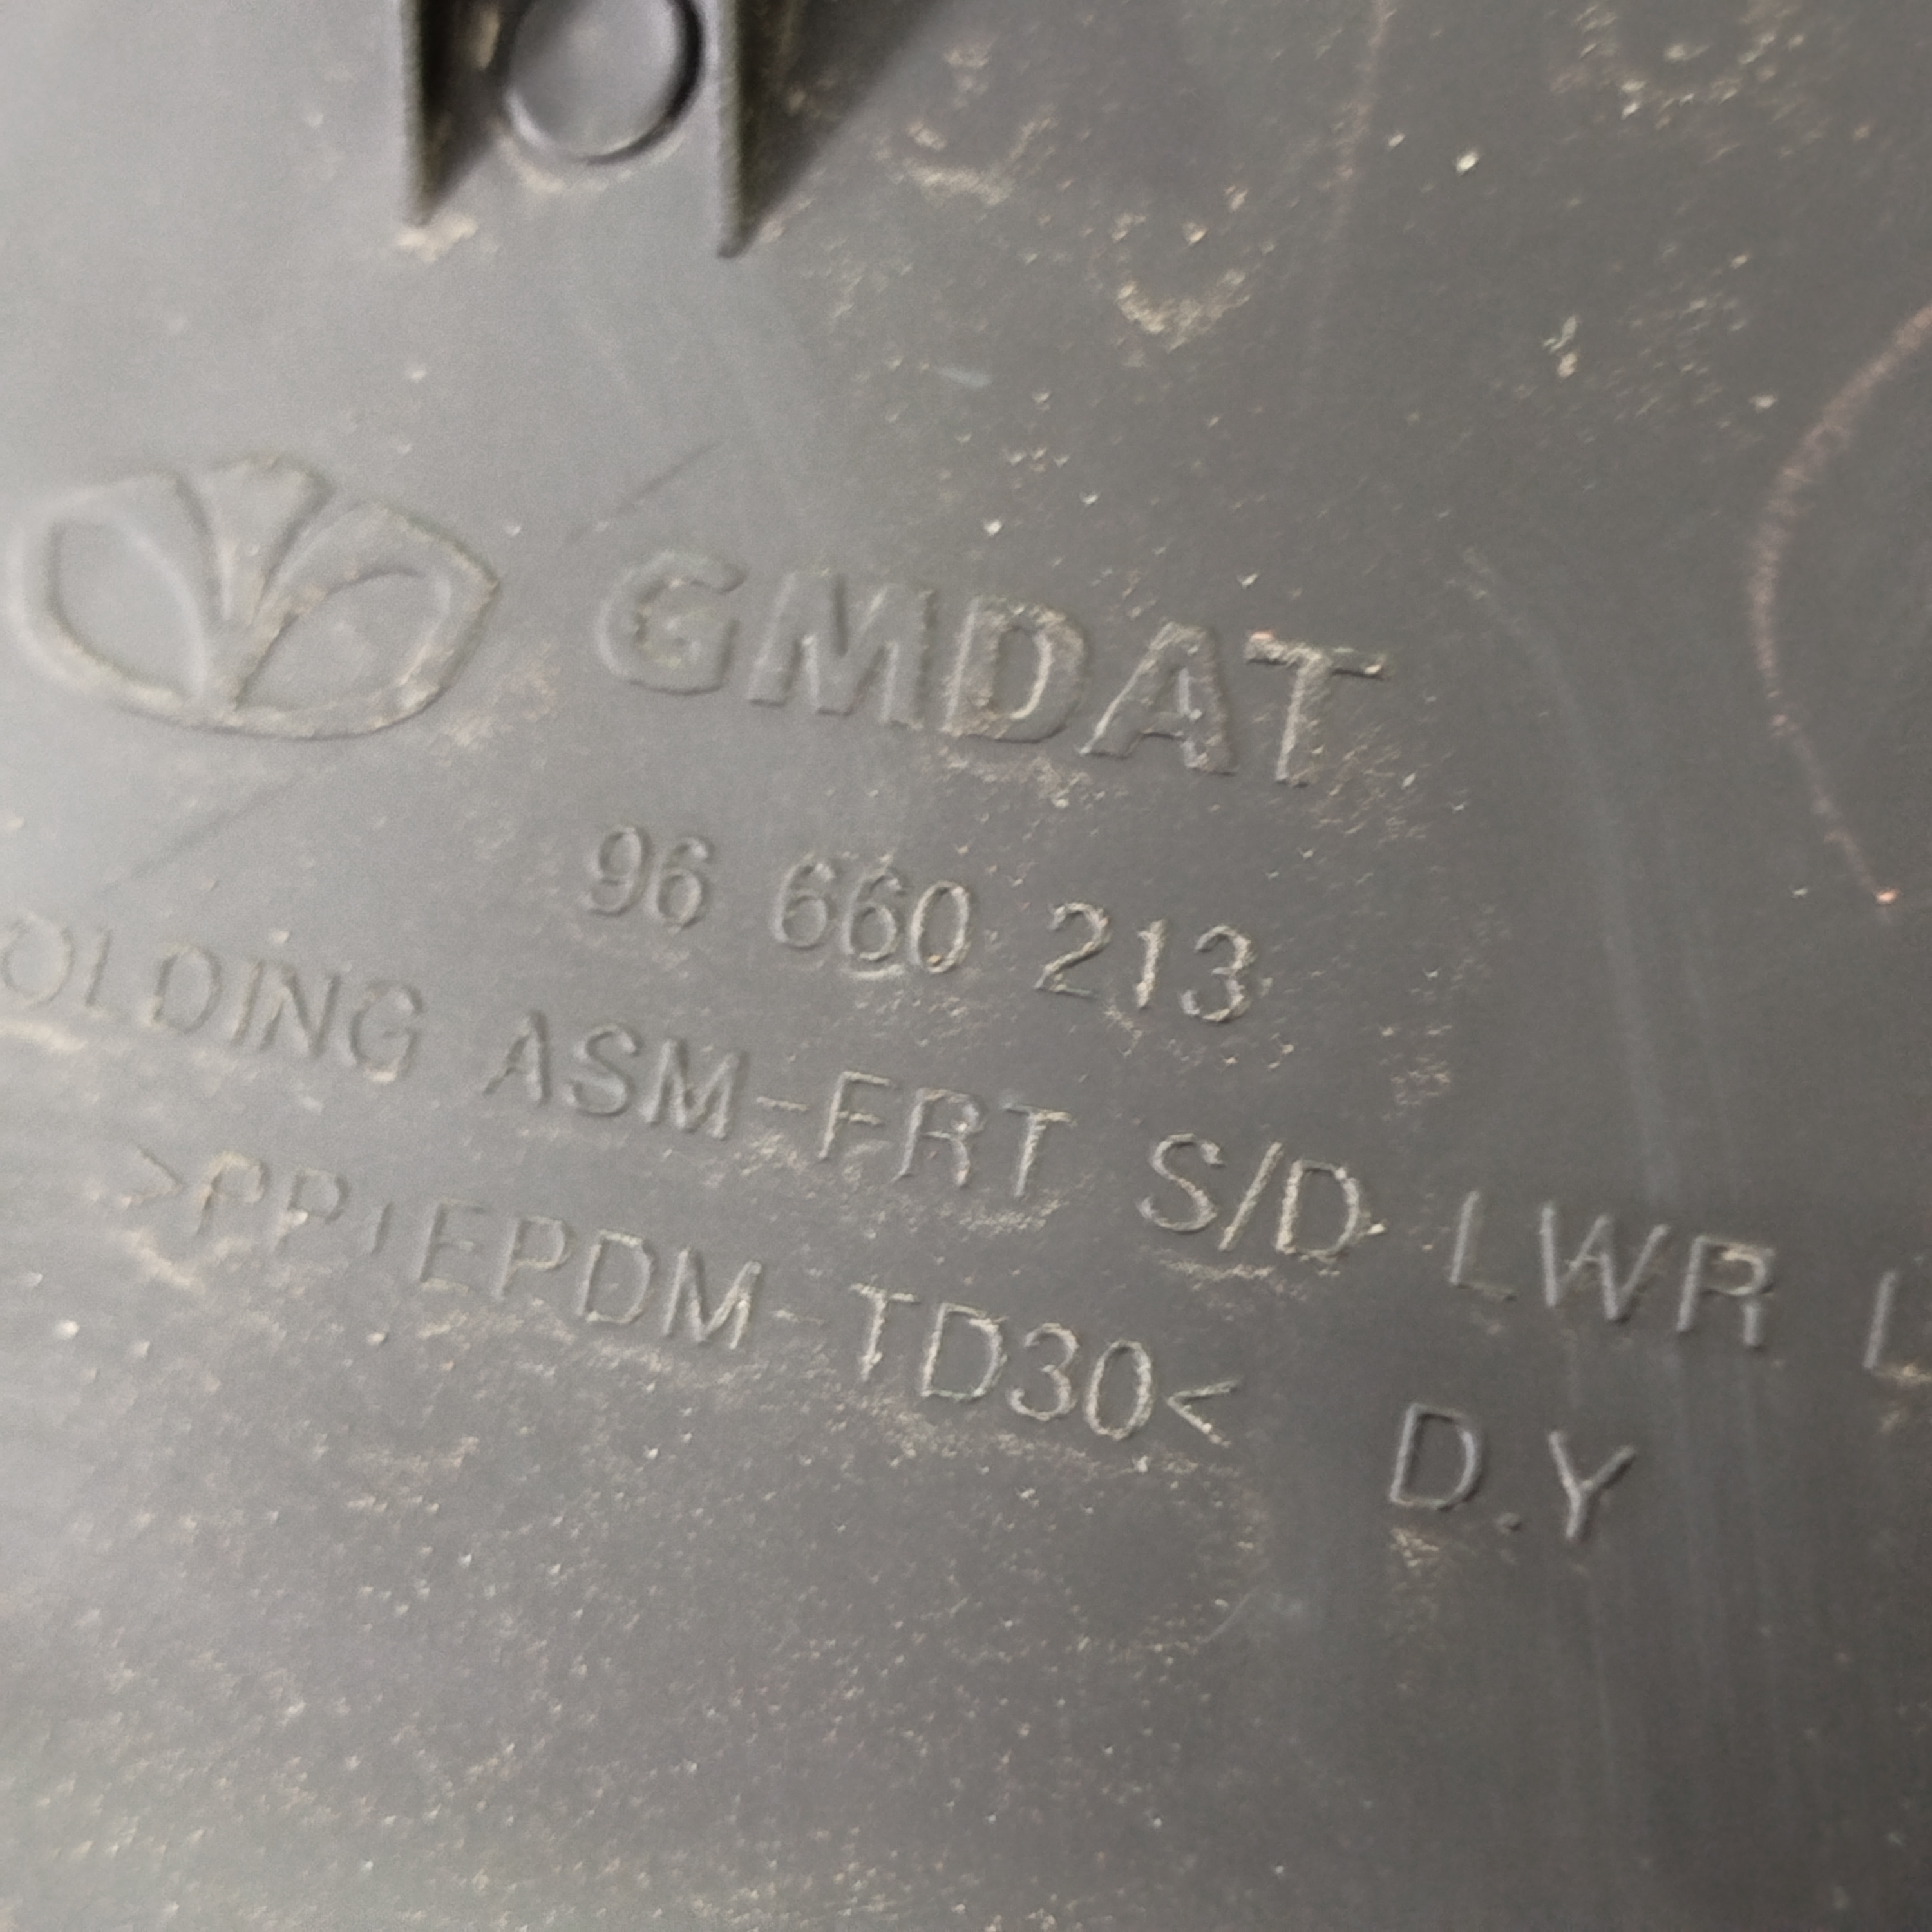 GMDAT
96 660 213
OLDING ASM-FRT S/D LWR L
>PP+EPDM-TD30< D.Y